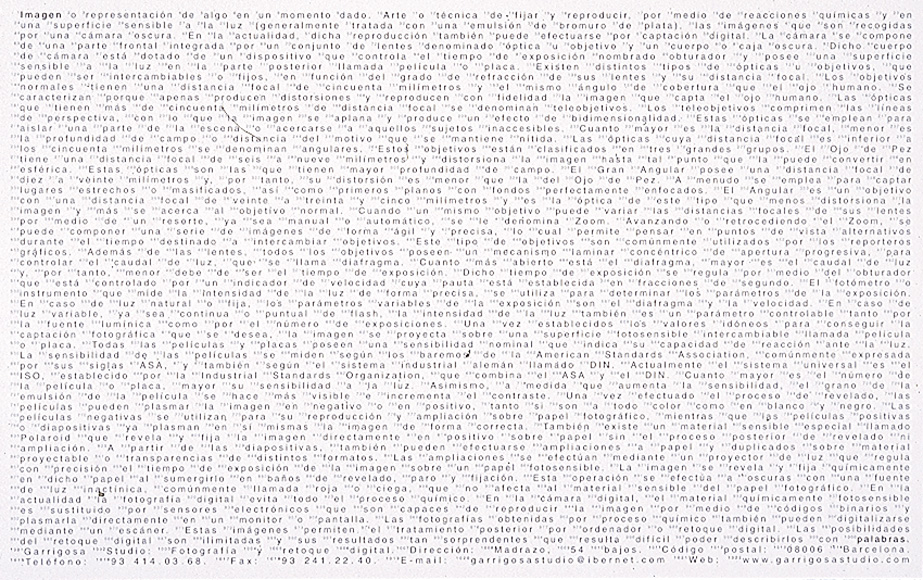 Imagen o representación de algo en un momento dado. Arte o técnica de fijar y reproducir, por medio de reacciones químicas y en
una superficie sensible a la luz (generalmente tratada con una emulsión de bromuro de plata), las imágenes que son recogidas
por una cámara oscura. En la actualidad, dicha reproducción también puede efectuarse por captación digital. La cámara se compone
de una parte frontal integrada por un conjunto de lentes denominado óptica u objetivo y un cuerpo o caja oscura. Dicho cuerpo
de cámara está dotado de un dispositivo que controla el tiempo de exposición nombrado obturador y posee una superficie
sensible a la luz en la parte posterior llamada película o placa. Existen distintos tipos de ópticas u objetivos, que
pueden ser intercambiables o fijos, en función del grado de refracción de sus lentes y su distancia focal. Los objetivos
normales tienen una distancia focal de cincuenta milímetros y el mismo ángulo de cobertura que el ojo humano. Se
caracterizan porque apenas producen distorsiones y reproducen con fidelidad la imagen que capta el ojo humano. Las ópticas
que tienen más de cincuenta milímetros de distancia focal se denominan teleobjetivos. Los teleobjetivos comprimen las líneas
de perspectiva, con lo que la imagen se aplana y produce un efecto de bidimensionalidad. Estas ópticas se emplean para
aislar una parte de la escena o acercarse a aquellos sujetos inaccesibles. Cuanto mayor es la distancia focal, menor es
la profundidad de campo o distancia del motivo que se mantiene nítida. Las ópticas cuya distancia focal es inferior a
los cincuenta milímetros se denominan angulares. Estos objetivos están clasificados en tres grandes grupos. El Ojo de Pez
tiene una distancia focal de seis a nueve milímetros y distorsiona la imagen hasta tal punto que la puede convertir en
esférica. Estas ópticas son las que tienen mayor profundidad de campo. El Gran Angular posee una distancia focal de
diez a veinte milímetros y, por tanto, su distorsión es menor que la del Ojo de Pez. A menudo se emplea para captar
lugares estrechos o masificados, así como primeros planos con fondos perfectamente enfocados. El Angular es un objetivo
con una distancia focal de veinte a treinta y cinco milímetros y es la óptica de este tipo que menos distorsiona la
imagen y más se acerca al objetivo normal. Cuando un mismo objetivo puede variar las distancias focales de sus lentes
por medio de un resorte, ya sea manual o automático, se le denomina Zoom. Avanzando o retrocediendo el Zoom, se
puede componer una serie de imágenes de forma ágil y precisa, lo cual permite pensar en puntos de vista alternativos
durante el tiempo destinado a intercambiar objetivos. Este tipo de objetivos son comúnmente utilizados por los reporteros
gráficos. Además de las lentes, todos los objetivos poseen un mecanismo laminar concéntrico de apertura progresiva, para
controlar el caudal de luz, que se llama diafragma. Cuanto más abierto está el diafragma, mayor es el caudal de luz
y, por tanto, menor debe de ser el tiempo de exposición. Dicho tiempo de exposición se regula por medio del obturador
que está controlado por un indicador de velocidad cuya pauta está establecida en fracciones de segundo. El fotómetro o
instrumento que mide la intensidad de la luz de forma precisa, se utiliza para determinar los parámetros de la exposición.
En caso de luz natural o fija, los parámetros variables de la exposición son el diafragma y la velocidad. En caso de
luz variable, ya sea continua o puntual de flash, la intensidad de la luz también es un parámetro controlable tanto por
la fuente lumínica como por el número de exposiciones. Una vez establecidos los valores idóneos para conseguir la
captación fotográfica que se desea, la imagen se proyecta sobre una superficie fotosensible intercambiable llamada película
o placa. Todas las películas y placas poseen una sensibilidad nominal que indica su capacidad de reacción ante la luz.
La sensibilidad de las películas se miden según los baremos de la American Standards Association, comúnmente expresada
por sus siglas ASA, y también según el sistema industrial alemán llamado DIN. Actualmente el sistema universal es el
ISO, establecido por la Industrial Standards Organization, que combina el ASA y el DIN. Cuanto mayor es el número de
la película o placa, mayor su sensibilidad a la luz. Asimismo, a medida que aumenta la sensibilidad, el grano de la
emulsión de la película se hace más visible e incrementa el contraste. Una vez efectuado el proceso de revelado, las
películas pueden plasmar la imagen en negativo o en positivo, tanto si son a todo color como en blanco y negro. Las
películas negativas se utilizan para su reproducción y ampliación sobre papel fotográfico, mientras que las películas positivas
o diapositivas ya plasman en sí mismas la imagen de forma correcta. También existe un material sensible especial llamado
Polaroid que revela y fija la imagen directamente en positivo sobre papel sin el proceso posterior de revelado ni
ampliación. A partir de las diapositivas, también pueden efectuarse ampliaciones a papel y duplicados sobre material
proyectable o transparencias de distintos formatos. Las ampliaciones se efectúan mediante un proyector de luz que regula
con precisión el tiempo de exposición de la imagen sobre un papel fotosensible. La imagen se revela y fija químicamente
en dicho papel al sumergirlo en baños de revelado, paro y fijación. Esta operación se efectúa a oscuras con una fuente
de luz inactínica, comúnmente llamada roja o ciega, que no afecta al material sensible del papel fotográfico. En la
actualidad la fotografía digital evita todo el proceso químico. En la cámara digital, el material químicamente fotosensible
es sustituido por sensores electrónicos que son capaces de reproducir la imagen por medio de códigos binarios y
plasmarla directamente en un monitor o pantalla. Las fotografías obtenidas por proceso químico también pueden digitalizarse
mediante un escáner. Estas imágenes permiten el tratamiento posterior por ordenador o retoque digital. Las posibilidades
del retoque digital son ilimitadas y sus resultados tan sorprendentes que resulta difícil poder describirlos con palabras.
Garrigosa Studio: Fotografía y retoque digital. Dirección: Madrazo, 54 bajos. Código postal: 08006 Barcelona.
Teléfono: 93 414.03.68. Fax: 93 241.22.40. E-mail: garrigosastudio@ibernet.com Web: www.garrigosastudio.com